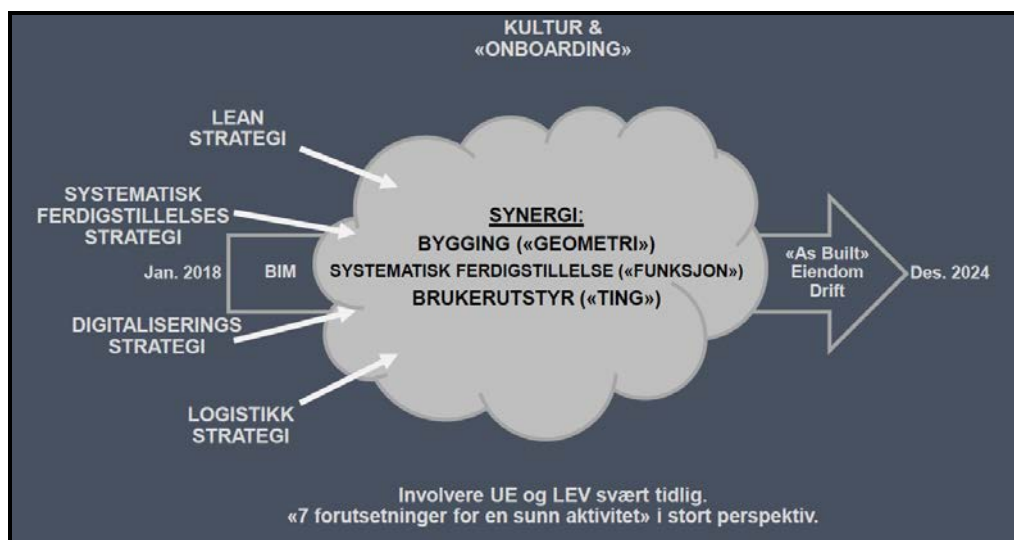 KULTUR &
«ONBOARDING»
LEAN
STRATEGI
SYSTEMATISK
FERDIGSTILLELSES
STRATEGI
Jan. 2018
BIM
SYNERGI:
BYGGING («GEOMETRI»)
SYSTEMATISK FERDIGSTILLELSE («FUNKSJON»)
BRUKERUTSTYR («TING»)
«As Built»
Eiendom
Drift
Des. 2024
DIGITALISERINGS
STRATEGI
LOGISTIKK
STRATEGI
Involvere UE og LEV svært tidlig.
«7 forutsetninger for en sunn aktivitet» i stort perspektiv.